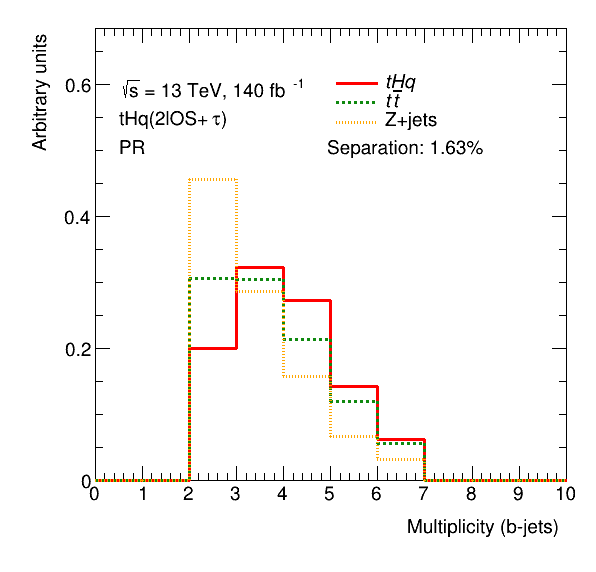 Arbitrary units
√s = 13 TeV, 140 fb⁻¹
tHq(2lOS+ τ)
PR
tHq
tt̅
Z+jets
Separation: 1.63%
0.6
0.4
0.2
0
0 1 2 3 4 5 6 7 8 9 10
Multiplicity (b-jets)